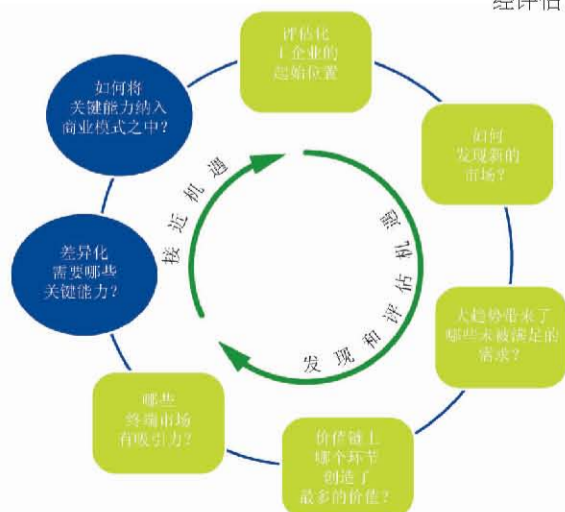 经评估
评估化
工企业的
起始位置
如何
发现新的
市场?
大趋势带来了
哪些未被满足的
需求?
价值链上
哪个环节
创造了
最多的价值?
哪些
终端市场
有吸引力?
差异化
需要哪些
关键能力?
如何将
关键能力纳入
商业模式之中?
接近机遇
发现和评估机遇